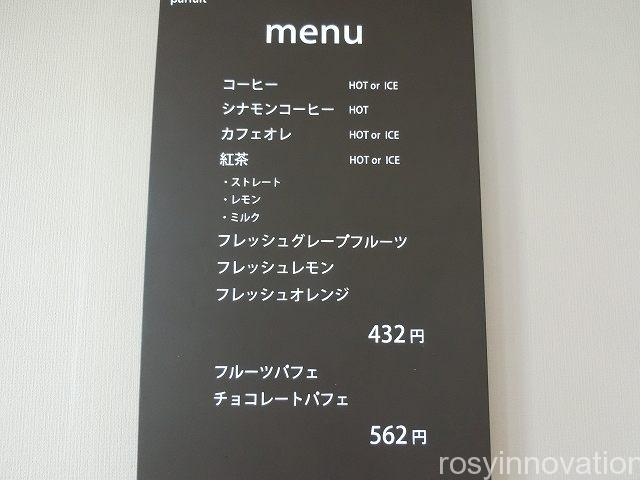 parfait
menu
コーヒー HOT or ICE
シナモンコーヒー HOT
カフェオレ HOT or ICE
紅茶 HOT or ICE
・ストレート
・レモン
・ミルク
フレッシュグレープフルーツ
フレッシュレモン
フレッシュオレンジ
432円
フルーツパフェ
チョコレートパフェ
562円
rosyinnovation